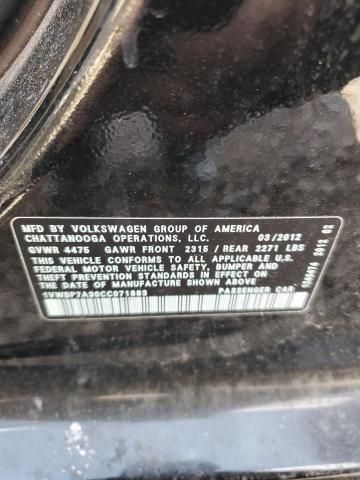 MFD. BY VOLKSWAGEN GROUP OF AMERICA
CHATTANOOGA OPERATIONS, LLC. 03/2012
GVWR 4475 GAWR FRONT 2315 / REAR 2271 LBS
THIS VEHICLE CONFORMS TO ALL APPLICABLE U.S.
FEDERAL MOTOR VEHICLE SAFETY, BUMPER AND
THEFT PREVENTION STANDARDS IN EFFECT ON
THE DATE OF MANUFACTURE SHOWN ABOVE.
PASSENGER CAR
2012 02